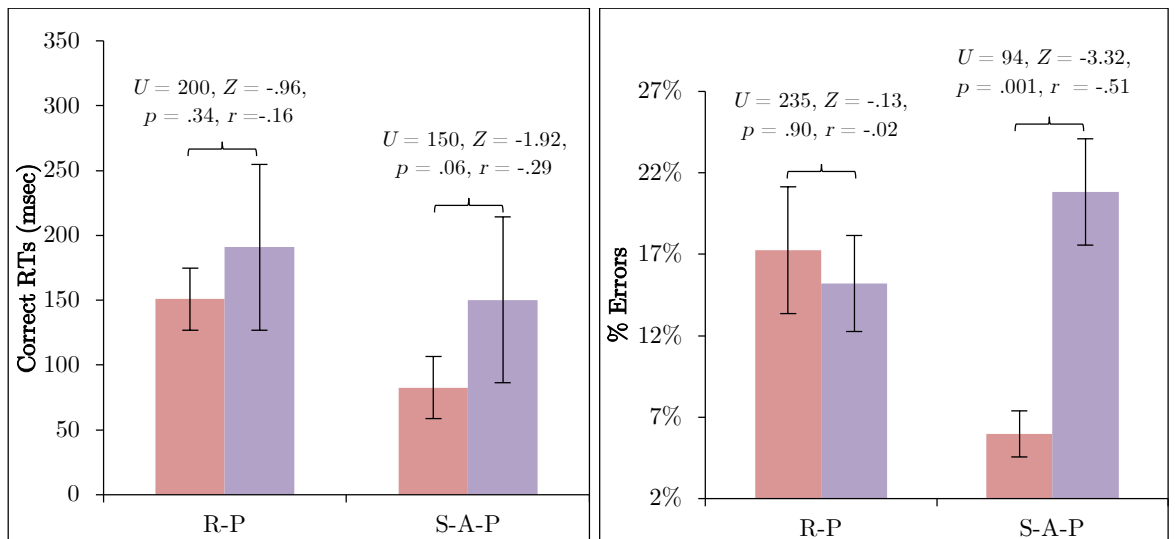 350
300
250
200
150
100
50
0
Correct RTs (msec)
U = 200, Z = -.96,
p = .34, r =-.16
U = 150, Z = -1.92,
p = .06, r = -.29
R-P
S-A-P
27%
22%
17%
12%
7%
2%
% Errors
U = 235, Z = -.13,
p = .90, r = -.02
U = 94, Z = -3.32,
p = .001, r  = -.51
R-P
S-A-P